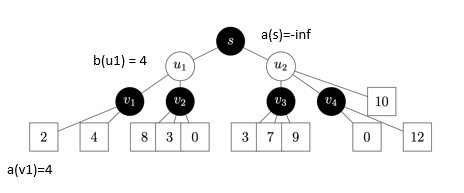 s
a(s)=-inf
b(u1) = 4
u1
u2
v1
v2
v3
v4
10
2
4
8
3
0
3
7
9
0
12
a(v1)=4